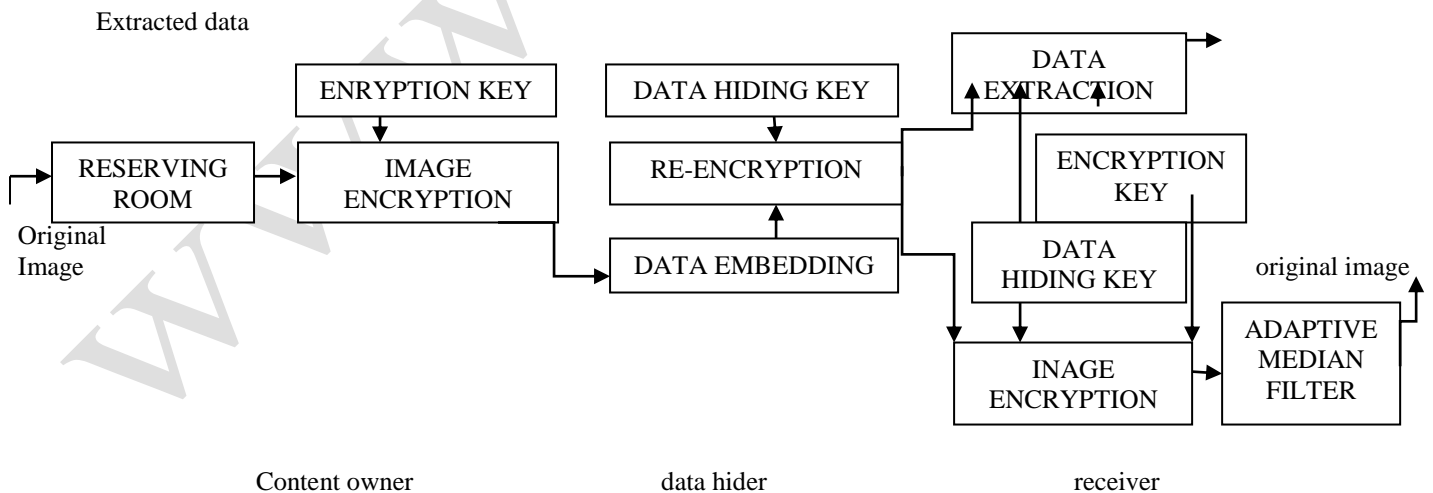 Extracted data
ENRYPTION KEY
DATA HIDING KEY
DATA
EXTRACTION
RESERVING
ROOM
IMAGE
ENCRYPTION
RE-ENCRYPTION
ENCRYPTION
KEY
Original
Image
DATA EMBEDDING
DATA
HIDING KEY
original image
INAGE
ENCRYPTION
ADAPTIVE
MEDIAN
FILTER
Content owner
data hider
receiver